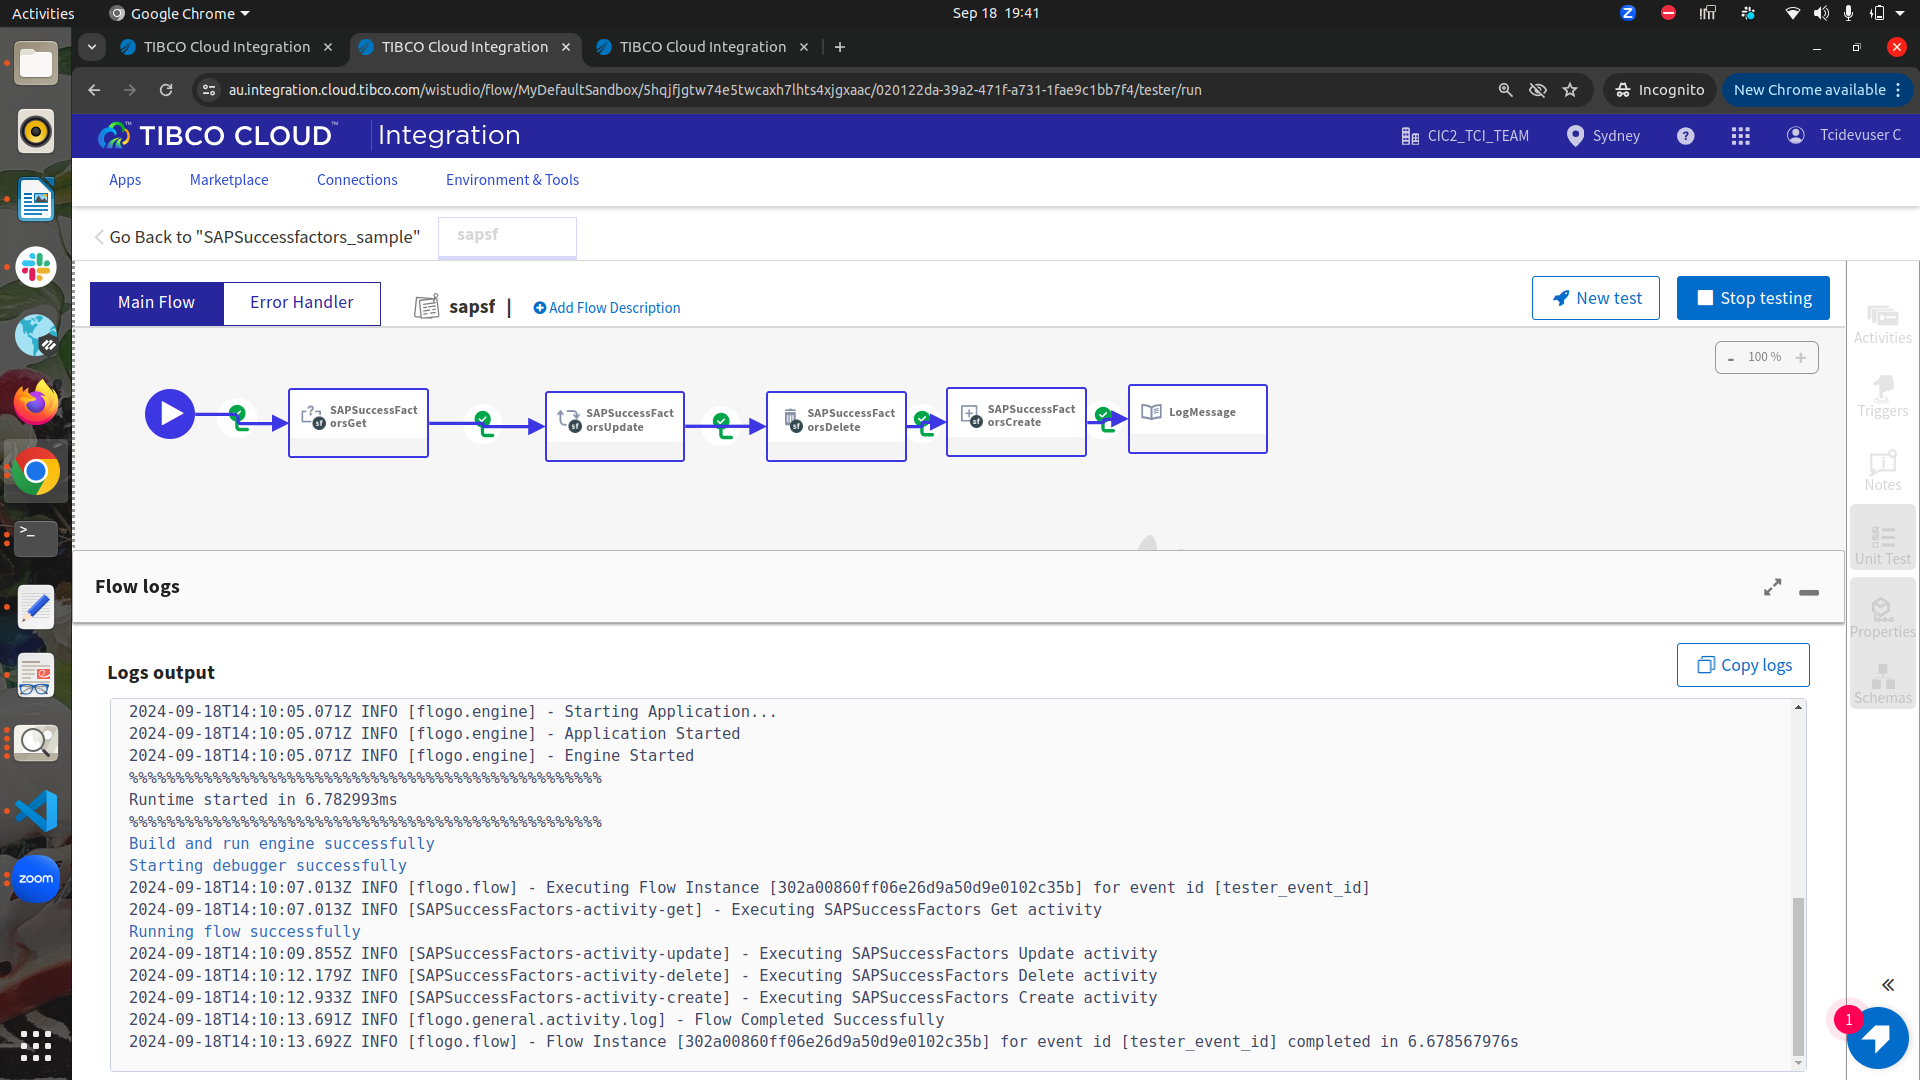 Activities
Google Chrome
Sep 18 19:41
TIBCO Cloud Integration
TIBCO Cloud Integration
TIBCO Cloud Integration
au.integration.cloud.tibco.com/wistudio/flow/MyDefaultSandbox/5hqjfjgtw74e5twcaxh7lhts4xjgxaac/020122da-39a2-471f-a731-1fae9c1bb7f4/tester/run
Incognito
New Chrome available
TIBCO CLOUD™ Integration
CIC2_TCI_TEAM
Sydney
Tcidevuser C
Apps
Marketplace
Connections
Environment & Tools
Go Back to "SAPSuccessfactors_sample"
sapsf
Main Flow
Error Handler
sapsf |
Add Flow Description
New test
Stop testing
- 100 % +
SAPSuccessFact
orsGet
SAPSuccessFact
orsUpdate
SAPSuccessFact
orsDelete
SAPSuccessFact
orsCreate
LogMessage
Activities
Triggers
Notes
Unit Test
Properties
Schemas
Flow logs
Logs output
Copy logs
2024-09-18T14:10:05.071Z INFO [flogo.engine] - Starting Application...
2024-09-18T14:10:05.071Z INFO [flogo.engine] - Application Started
2024-09-18T14:10:05.071Z INFO [flogo.engine] - Engine Started
%%%%%%%%%%%%%%%%%%%%%%%%%%%%%%%%%%%%%%%%%%%%%%%%%%%
Runtime started in 6.782993ms
%%%%%%%%%%%%%%%%%%%%%%%%%%%%%%%%%%%%%%%%%%%%%%%%%%%
Build and run engine successfully
Starting debugger successfully
2024-09-18T14:10:07.013Z INFO [flogo.flow] - Executing Flow Instance [302a00860ff06e26d9a50d9e0102c35b] for event id [tester_event_id]
2024-09-18T14:10:07.013Z INFO [SAPSuccessFactors-activity-get] - Executing SAPSuccessFactors Get activity
Running flow successfully
2024-09-18T14:10:09.855Z INFO [SAPSuccessFactors-activity-update] - Executing SAPSuccessFactors Update activity
2024-09-18T14:10:12.179Z INFO [SAPSuccessFactors-activity-delete] - Executing SAPSuccessFactors Delete activity
2024-09-18T14:10:12.933Z INFO [SAPSuccessFactors-activity-create] - Executing SAPSuccessFactors Create activity
2024-09-18T14:10:13.691Z INFO [flogo.general.activity.log] - Flow Completed Successfully
2024-09-18T14:10:13.692Z INFO [flogo.flow] - Flow Instance [302a00860ff06e26d9a50d9e0102c35b] for event id [tester_event_id] completed in 6.678567976s
1
zoom